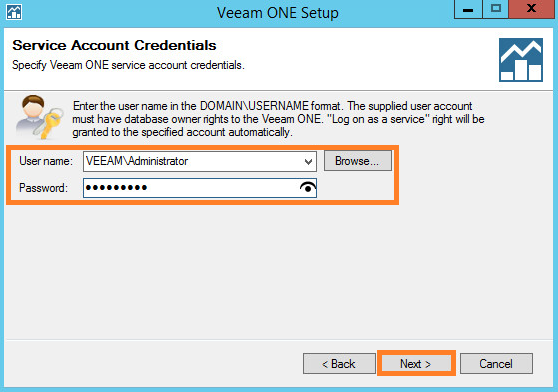 Veeam ONE Setup
Service Account Credentials
Specify Veeam ONE service account credentials.
Enter the user name in the DOMAIN\USERNAME format. The supplied user account
must have database owner rights to the Veeam ONE. "Log on as a service" right will be
granted to the specified account automatically.
User name: VEEAM\Administrator Browse...
Password: •••••••••
< Back Next > Cancel